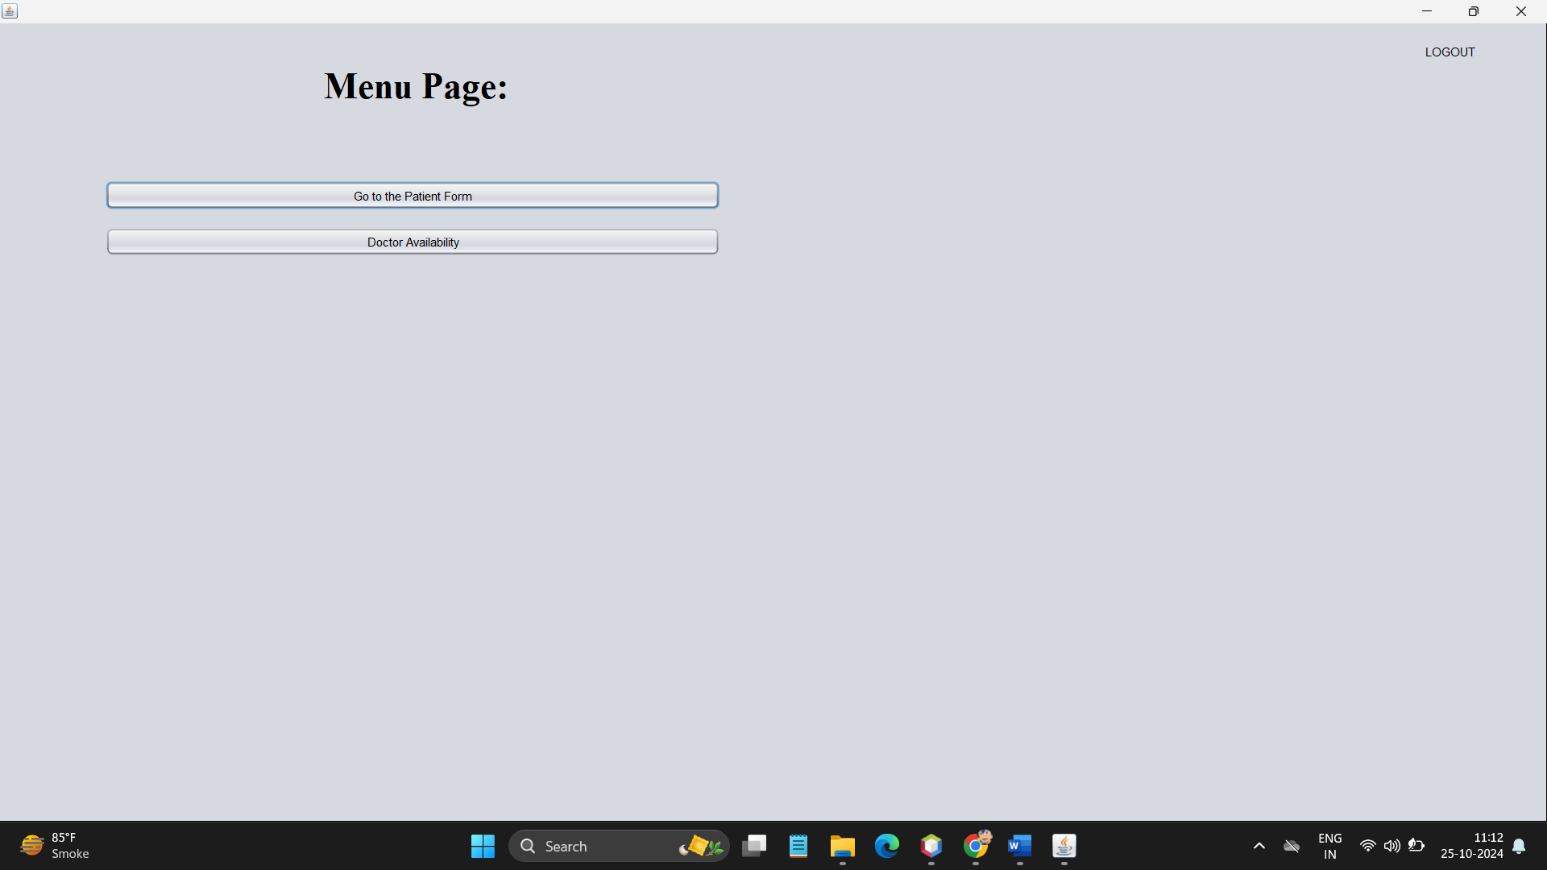 LOGOUT
Menu Page:
Go to the Patient Form
Doctor Availability
85°F
Smoke
Search
ENG
IN
11:12
25-10-2024